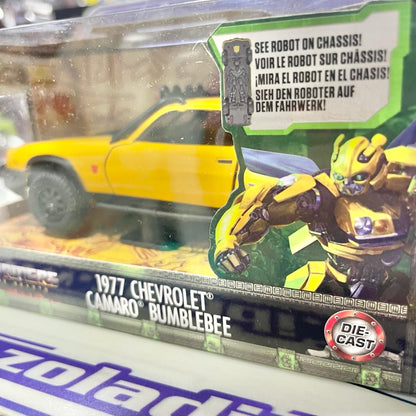 SEE ROBOT ON CHASSIS!
VOIR LE ROBOT SUR CHÂSSIS!
¡MIRA EL ROBOT EN EL CHASIS!
SIEH DEN ROBOTER AUF
DEM FAHRWERK!
1977 CHEVROLET®
CAMARO® BUMBLEBEE
DIE-
CAST
zoladi